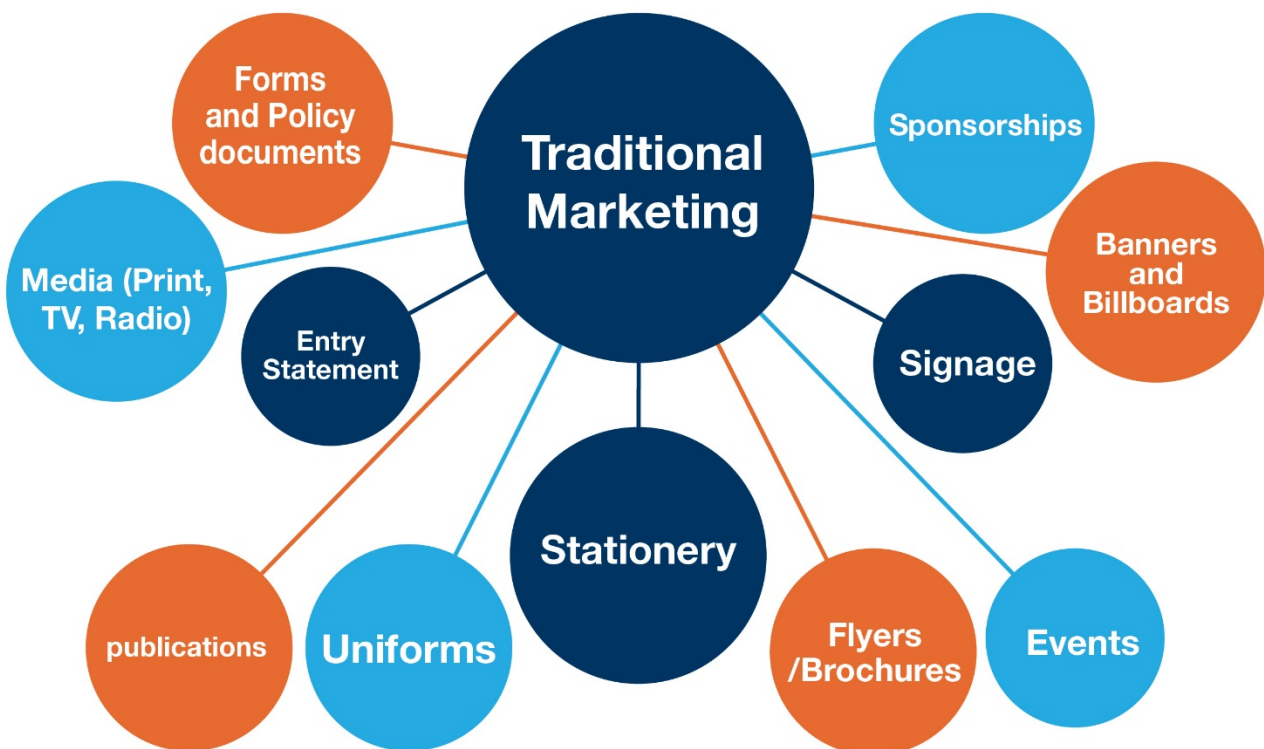 Traditional
Marketing
Forms
and Policy
documents
Sponsorships
Media (Print,
TV, Radio)
Banners
and
Billboards
Entry
Statement
Signage
Stationery
publications
Uniforms
Flyers
/Brochures
Events